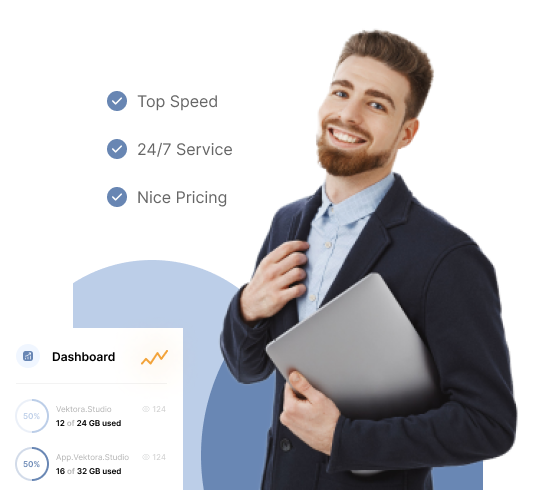 Top Speed
24/7 Service
Nice Pricing
Dashboard
50%
Vektora.Studio
124
12 of 24 GB used
50%
App.Vektora.Studio
124
16 of 32 GB used